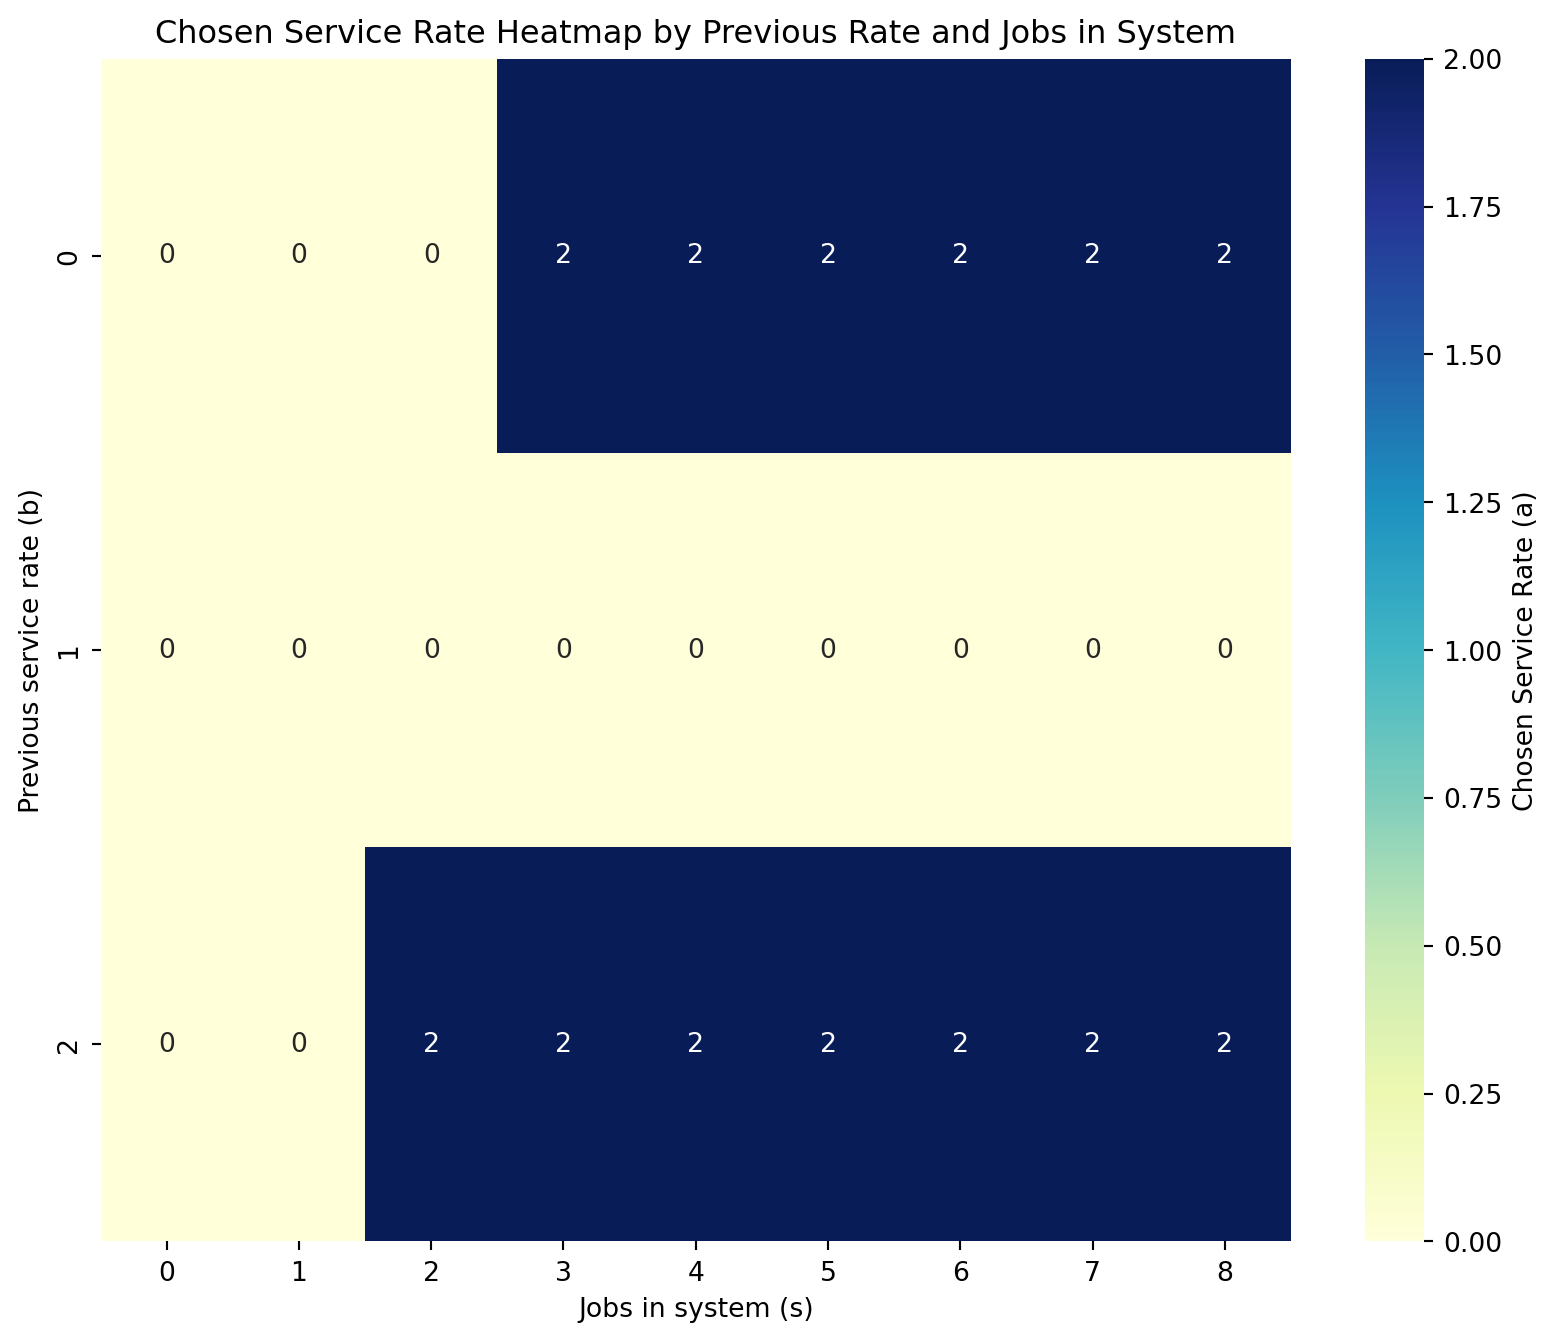 Chosen Service Rate Heatmap by Previous Rate and Jobs in System
Previous service rate (b)
0
0 0 0 2 2 2 2 2 2
1
0 0 0 0 0 0 0 0 0
2
0 0 2 2 2 2 2 2 2
0 1 2 3 4 5 6 7 8
Jobs in system (s)
2.00
1.75
1.50
1.25
1.00
0.75
0.50
0.25
0.00
Chosen Service Rate (a)